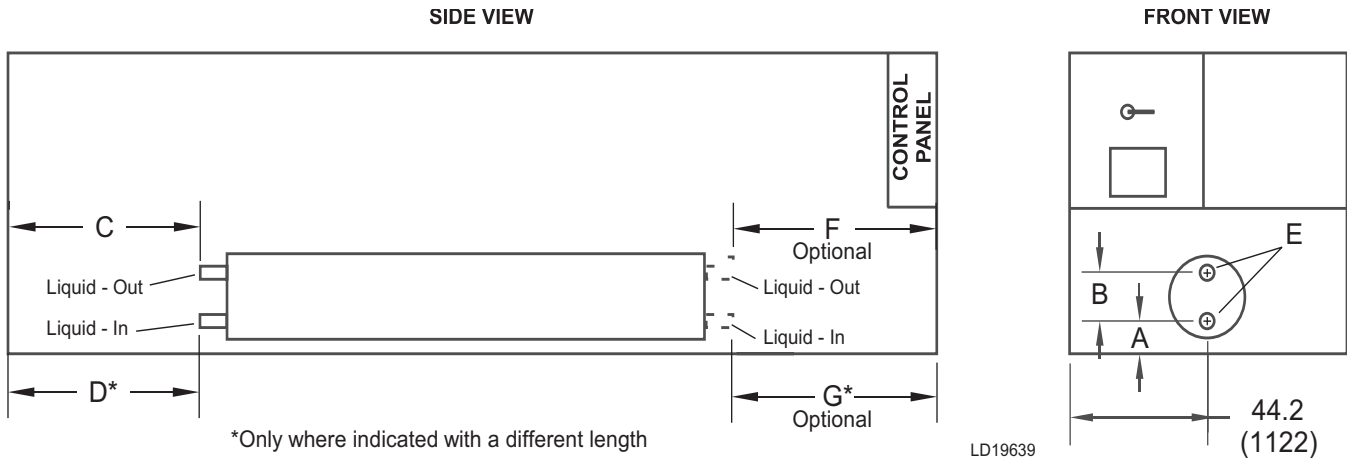 SIDE VIEW
FRONT VIEW
CONTROL
PANEL
C
F
Optional
E
Liquid - Out
Liquid - Out
B
Liquid - In
Liquid - In
A
D*
G*
Optional
44.2
(1122)
*Only where indicated with a different length
LD19639